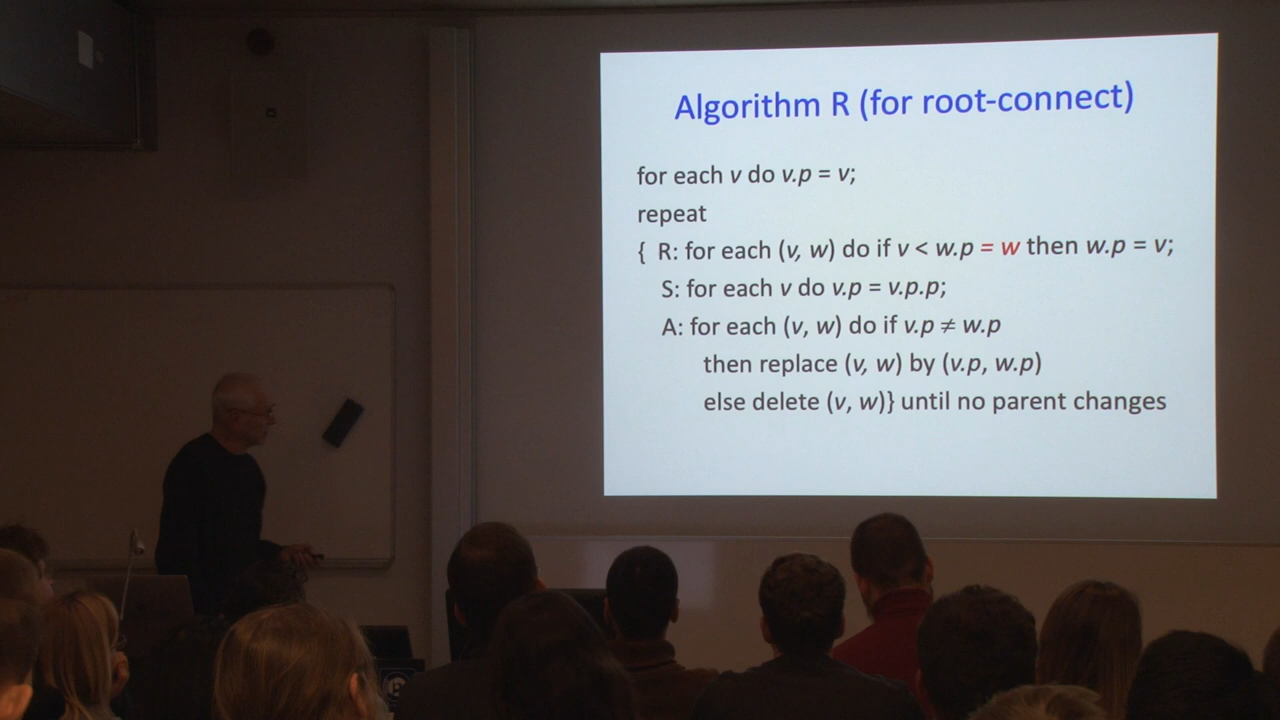 Algorithm R (for root-connect)
for each v do v.p = v;
repeat
{ R: for each (v, w) do if v < w.p = w then w.p = v;
S: for each v do v.p = v.p.p;
A: for each (v, w) do if v.p ≠ w.p
then replace (v, w) by (v.p, w.p)
else delete (v, w)} until no parent changes